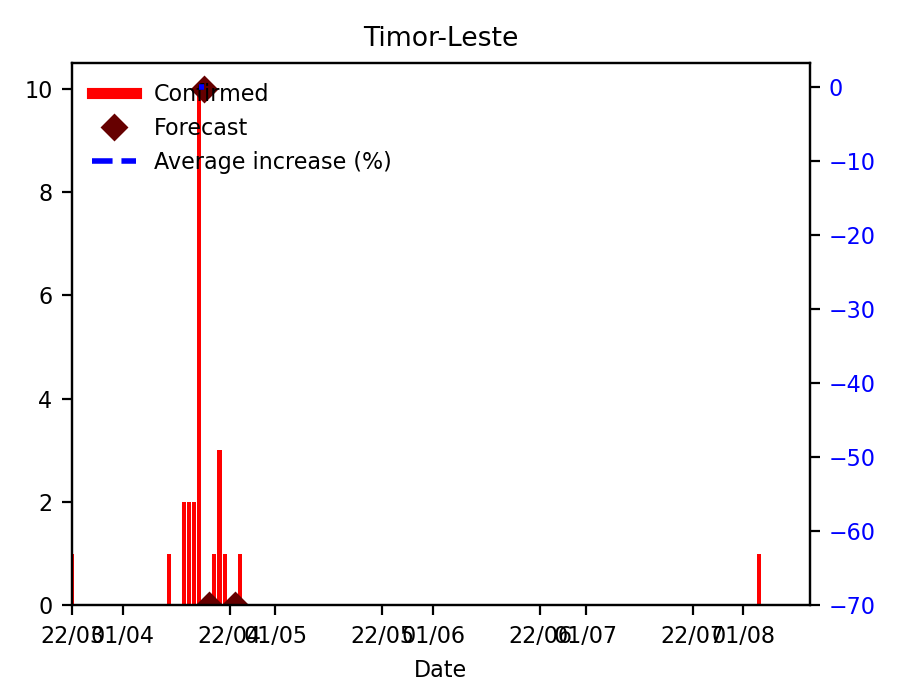 Timor-Leste
Confirmed
Forecast
Average increase (%)
10
8
6
4
2
0
0
−10
−20
−30
−40
−50
−60
−70
22/03 01/04 22/04 01/05 22/05 01/06 22/06 01/07 22/07 01/08
Date